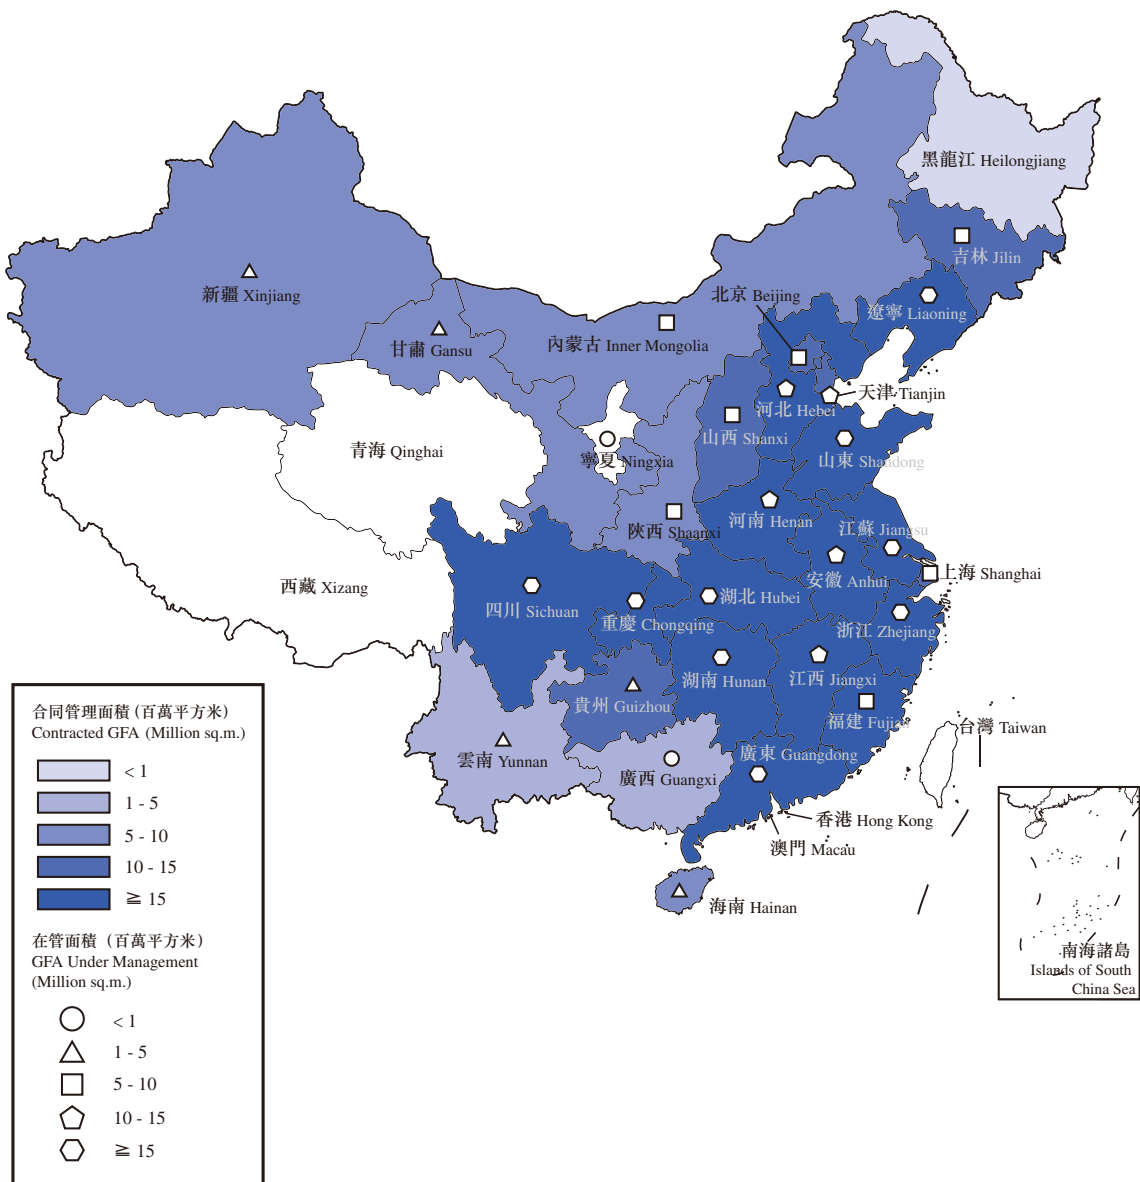 黑龍江 Heilongjiang
吉林 Jilin
新疆 Xinjiang
北京 Beijing
遼寧 Liaoning
甘肅 Gansu
內蒙古 Inner Mongolia
天津 Tianjin
河北 Hebei
山西 Shanxi
青海 Qinghai
寧夏 Ningxia
山東 Shandong
陝西 Shaanxi
河南 Henan
江蘇 Jiangsu
安徽 Anhui
上海 Shanghai
西藏 Xizang
四川 Sichuan
重慶 Chongqing
湖北 Hubei
浙江 Zhejiang
湖南 Hunan
江西 Jiangxi
貴州 Guizhou
福建 Fujian
台灣 Taiwan
雲南 Yunnan
廣西 Guangxi
廣東 Guangdong
香港 Hong Kong
澳門 Macau
海南 Hainan
南海諸島
Islands of South
China Sea
合同管理面積 (百萬平方米)
Contracted GFA (Million sq.m.)
< 1
1 - 5
5 - 10
10 - 15
≧ 15
在管面積 (百萬平方米)
GFA Under Management
(Million sq.m.)
< 1
1 - 5
5 - 10
10 - 15
≧ 15